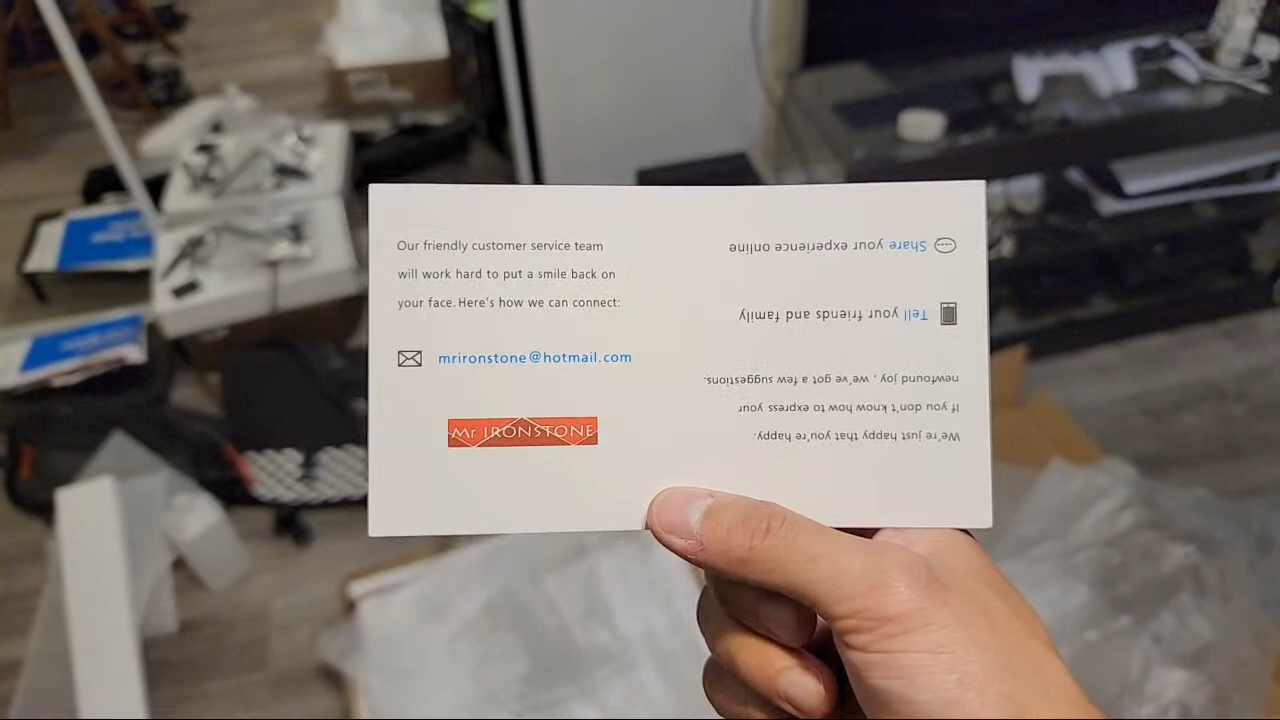 Our friendly customer service team
will work hard to put a smile back on
your face. Here's how we can connect:
mrironstone@hotmail.com
Mr IRONSTONE
We're just happy that you're happy.
If you don't know how to express your
newfound joy , we've got a few suggestions.
Tell your friends and family
Share your experience online